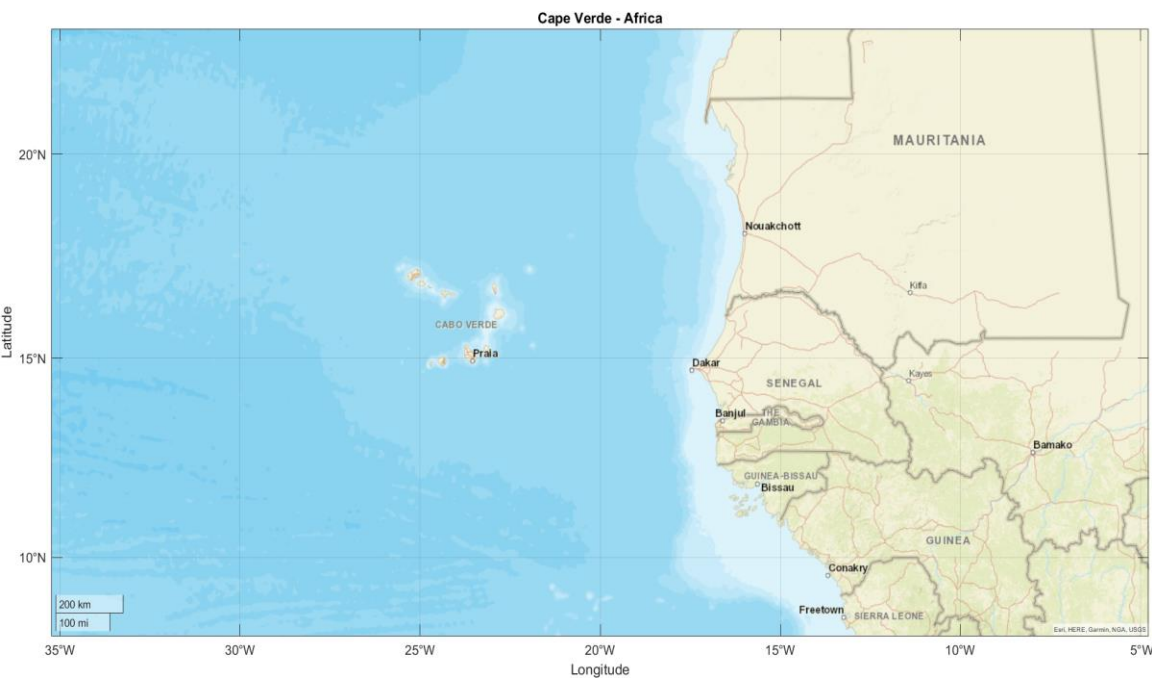 Cape Verde - Africa
20°N
MAURITANIA
Nouakchott
Kiffa
CABO VERDE
15°N
Praia
Dakar
Kayes
SENEGAL
Banjul
THE
GAMBIA
Bamako
GUINEA-BISSAU
Bissau
GUINEA
10°N
Conakry
200 km
Freetown
SIERRA LEONE
100 mi
Esri, HERE, Garmin, NGA, USGS
35°W
30°W
25°W
20°W
15°W
10°W
5°W
Longitude
Latitude